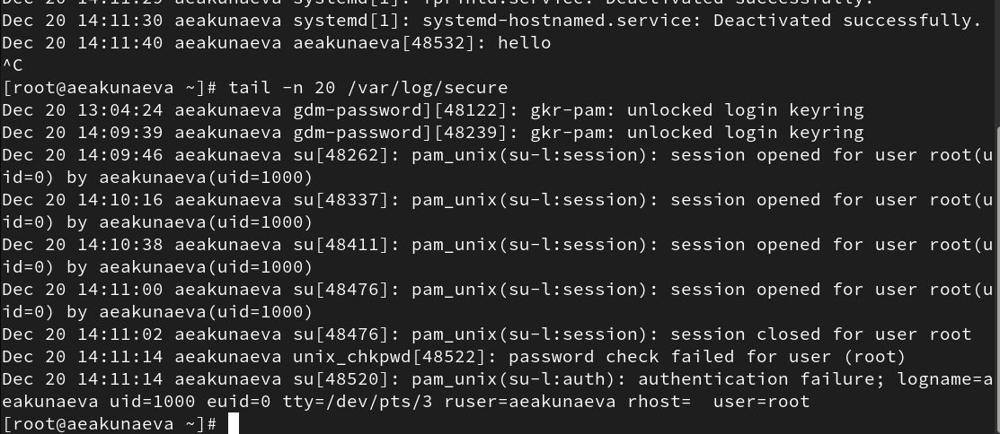 Dec 20 14:11:29 aeakunaeva systemd[1]: fprintd.service: Deactivated successfully.
Dec 20 14:11:30 aeakunaeva systemd[1]: systemd-hostnamed.service: Deactivated successfully.
Dec 20 14:11:40 aeakunaeva aeakunaeva[48532]: hello
^C
[root@aeakunaeva ~]# tail -n 20 /var/log/secure
Dec 20 13:04:24 aeakunaeva gdm-password][48122]: gkr-pam: unlocked login keyring
Dec 20 14:09:39 aeakunaeva gdm-password][48239]: gkr-pam: unlocked login keyring
Dec 20 14:09:46 aeakunaeva su[48262]: pam_unix(su-l:session): session opened for user root(u
id=0) by aeakunaeva(uid=1000)
Dec 20 14:10:16 aeakunaeva su[48337]: pam_unix(su-l:session): session opened for user root(u
id=0) by aeakunaeva(uid=1000)
Dec 20 14:10:38 aeakunaeva su[48411]: pam_unix(su-l:session): session opened for user root(u
id=0) by aeakunaeva(uid=1000)
Dec 20 14:11:00 aeakunaeva su[48476]: pam_unix(su-l:session): session opened for user root(u
id=0) by aeakunaeva(uid=1000)
Dec 20 14:11:02 aeakunaeva su[48476]: pam_unix(su-l:session): session closed for user root
Dec 20 14:11:14 aeakunaeva unix_chkpwd[48522]: password check failed for user (root)
Dec 20 14:11:14 aeakunaeva su[48520]: pam_unix(su-l:auth): authentication failure; logname=a
eakunaeva uid=1000 euid=0 tty=/dev/pts/3 ruser=aeakunaeva rhost=  user=root
[root@aeakunaeva ~]#